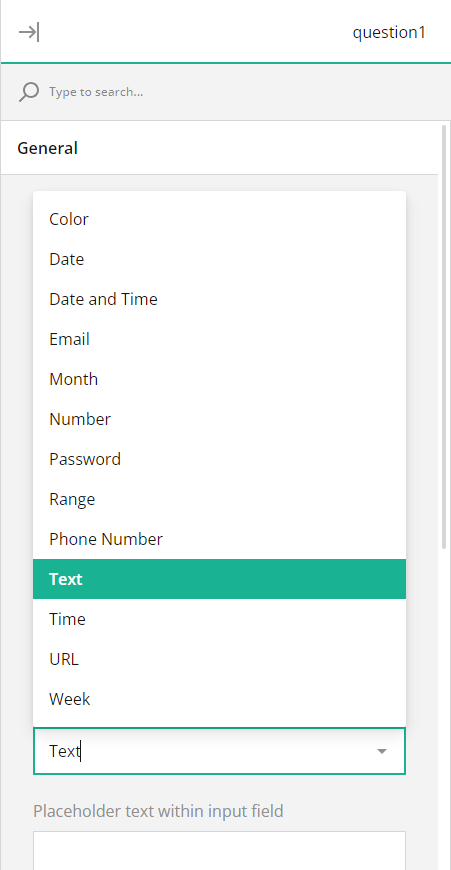 question1
Type to search...
General
Color
Date
Date and Time
Email
Month
Number
Password
Range
Phone Number
Text
Time
URL
Week
Text
Placeholder text within input field